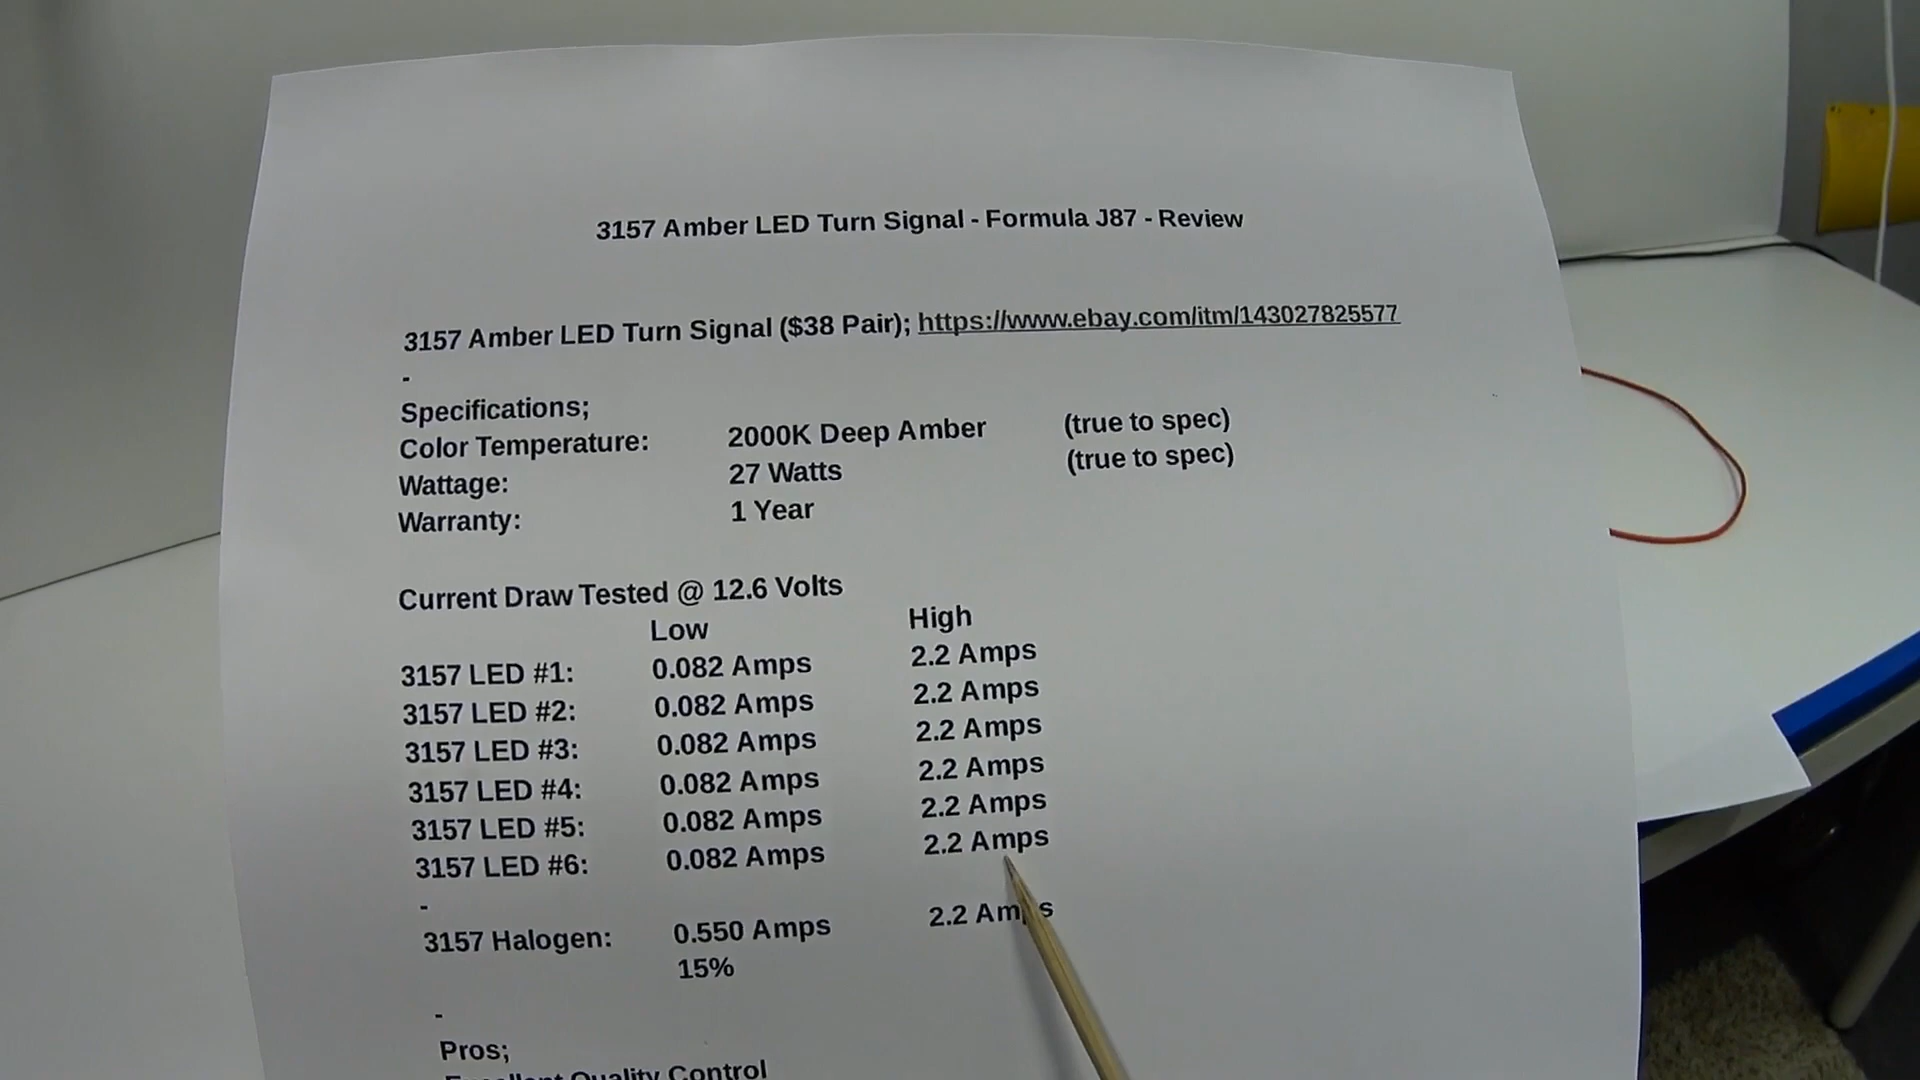 3157 Amber LED Turn Signal - Formula J87 - Review
3157 Amber LED Turn Signal ($38 Pair); https://www.ebay.com/itm/143027825577
-
Specifications;
Color Temperature: 2000K Deep Amber (true to spec)
Wattage: 27 Watts (true to spec)
Warranty: 1 Year
Current Draw Tested @ 12.6 Volts
Low High
3157 LED #1: 0.082 Amps 2.2 Amps
3157 LED #2: 0.082 Amps 2.2 Amps
3157 LED #3: 0.082 Amps 2.2 Amps
3157 LED #4: 0.082 Amps 2.2 Amps
3157 LED #5: 0.082 Amps 2.2 Amps
3157 LED #6: 0.082 Amps 2.2 Amps
-
3157 Halogen: 0.550 Amps 2.2 Amps
15%
-
Pros;
Excellent Quality Control